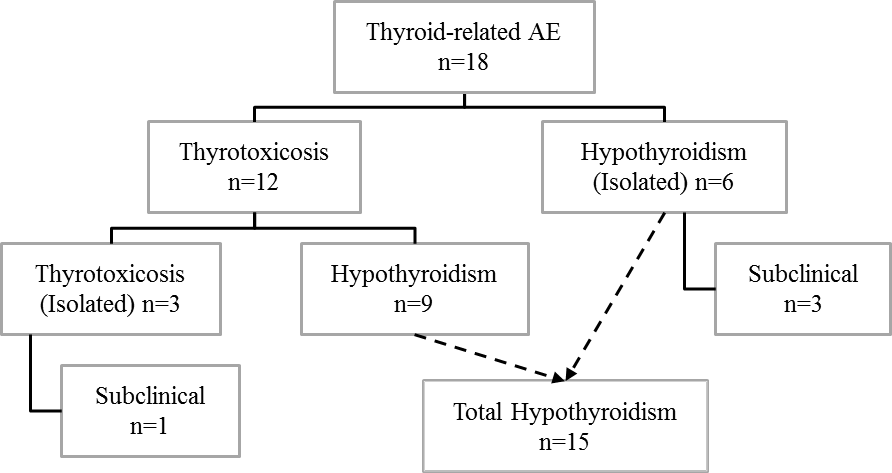 Thyroid-related AE
n=18
Thyrotoxicosis
n=12
Hypothyroidism
(Isolated) n=6
Thyrotoxicosis
(Isolated) n=3
Hypothyroidism
n=9
Subclinical
n=3
Subclinical
n=1
Total Hypothyroidism
n=15